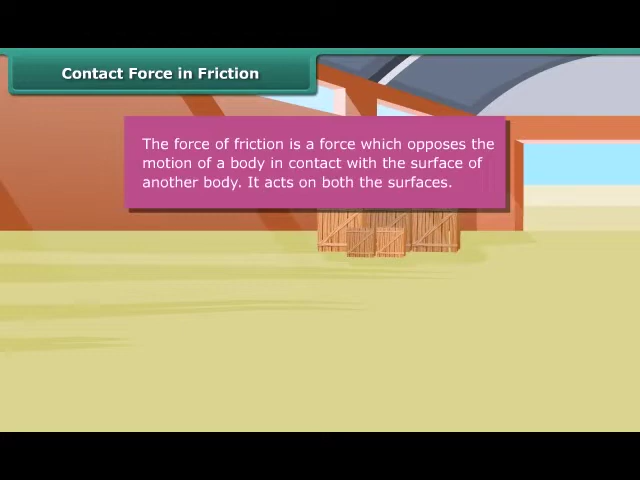 Contact Force in Friction
The force of friction is a force which opposes the
motion of a body in contact with the surface of
another body. It acts on both the surfaces.